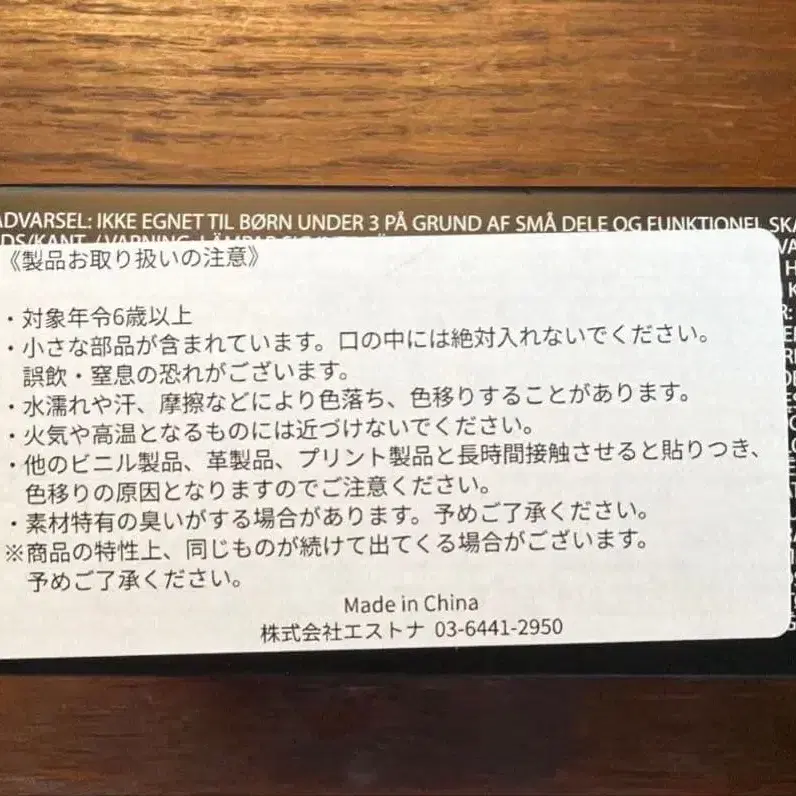 ADVARSEL: IKKE EGNET TIL BØRN UNDER 3 PÅ GRUND AF SMÅ DELE OG FUNKTIONEL
《製品お取り扱いの注意》
・対象年令6歳以上
・小さな部品が含まれています。口の中には絶対入れないでください。
誤飲・窒息の恐れがございます。
・水濡れや汗、摩擦などにより色落ち、色移りすることがあります。
・火気や高温となるものには近づけないでください。
・他のビニル製品、革製品、プリント製品と長時間接触させると貼りつき、
色移りの原因となりますのでご注意ください。
・素材特有の臭いがする場合があります。予めご了承ください。
※商品の特性上、同じものが続けて出てくる場合がございます。
予めご了承ください。
Made in China
株式会社エストナ 03-6441-2950